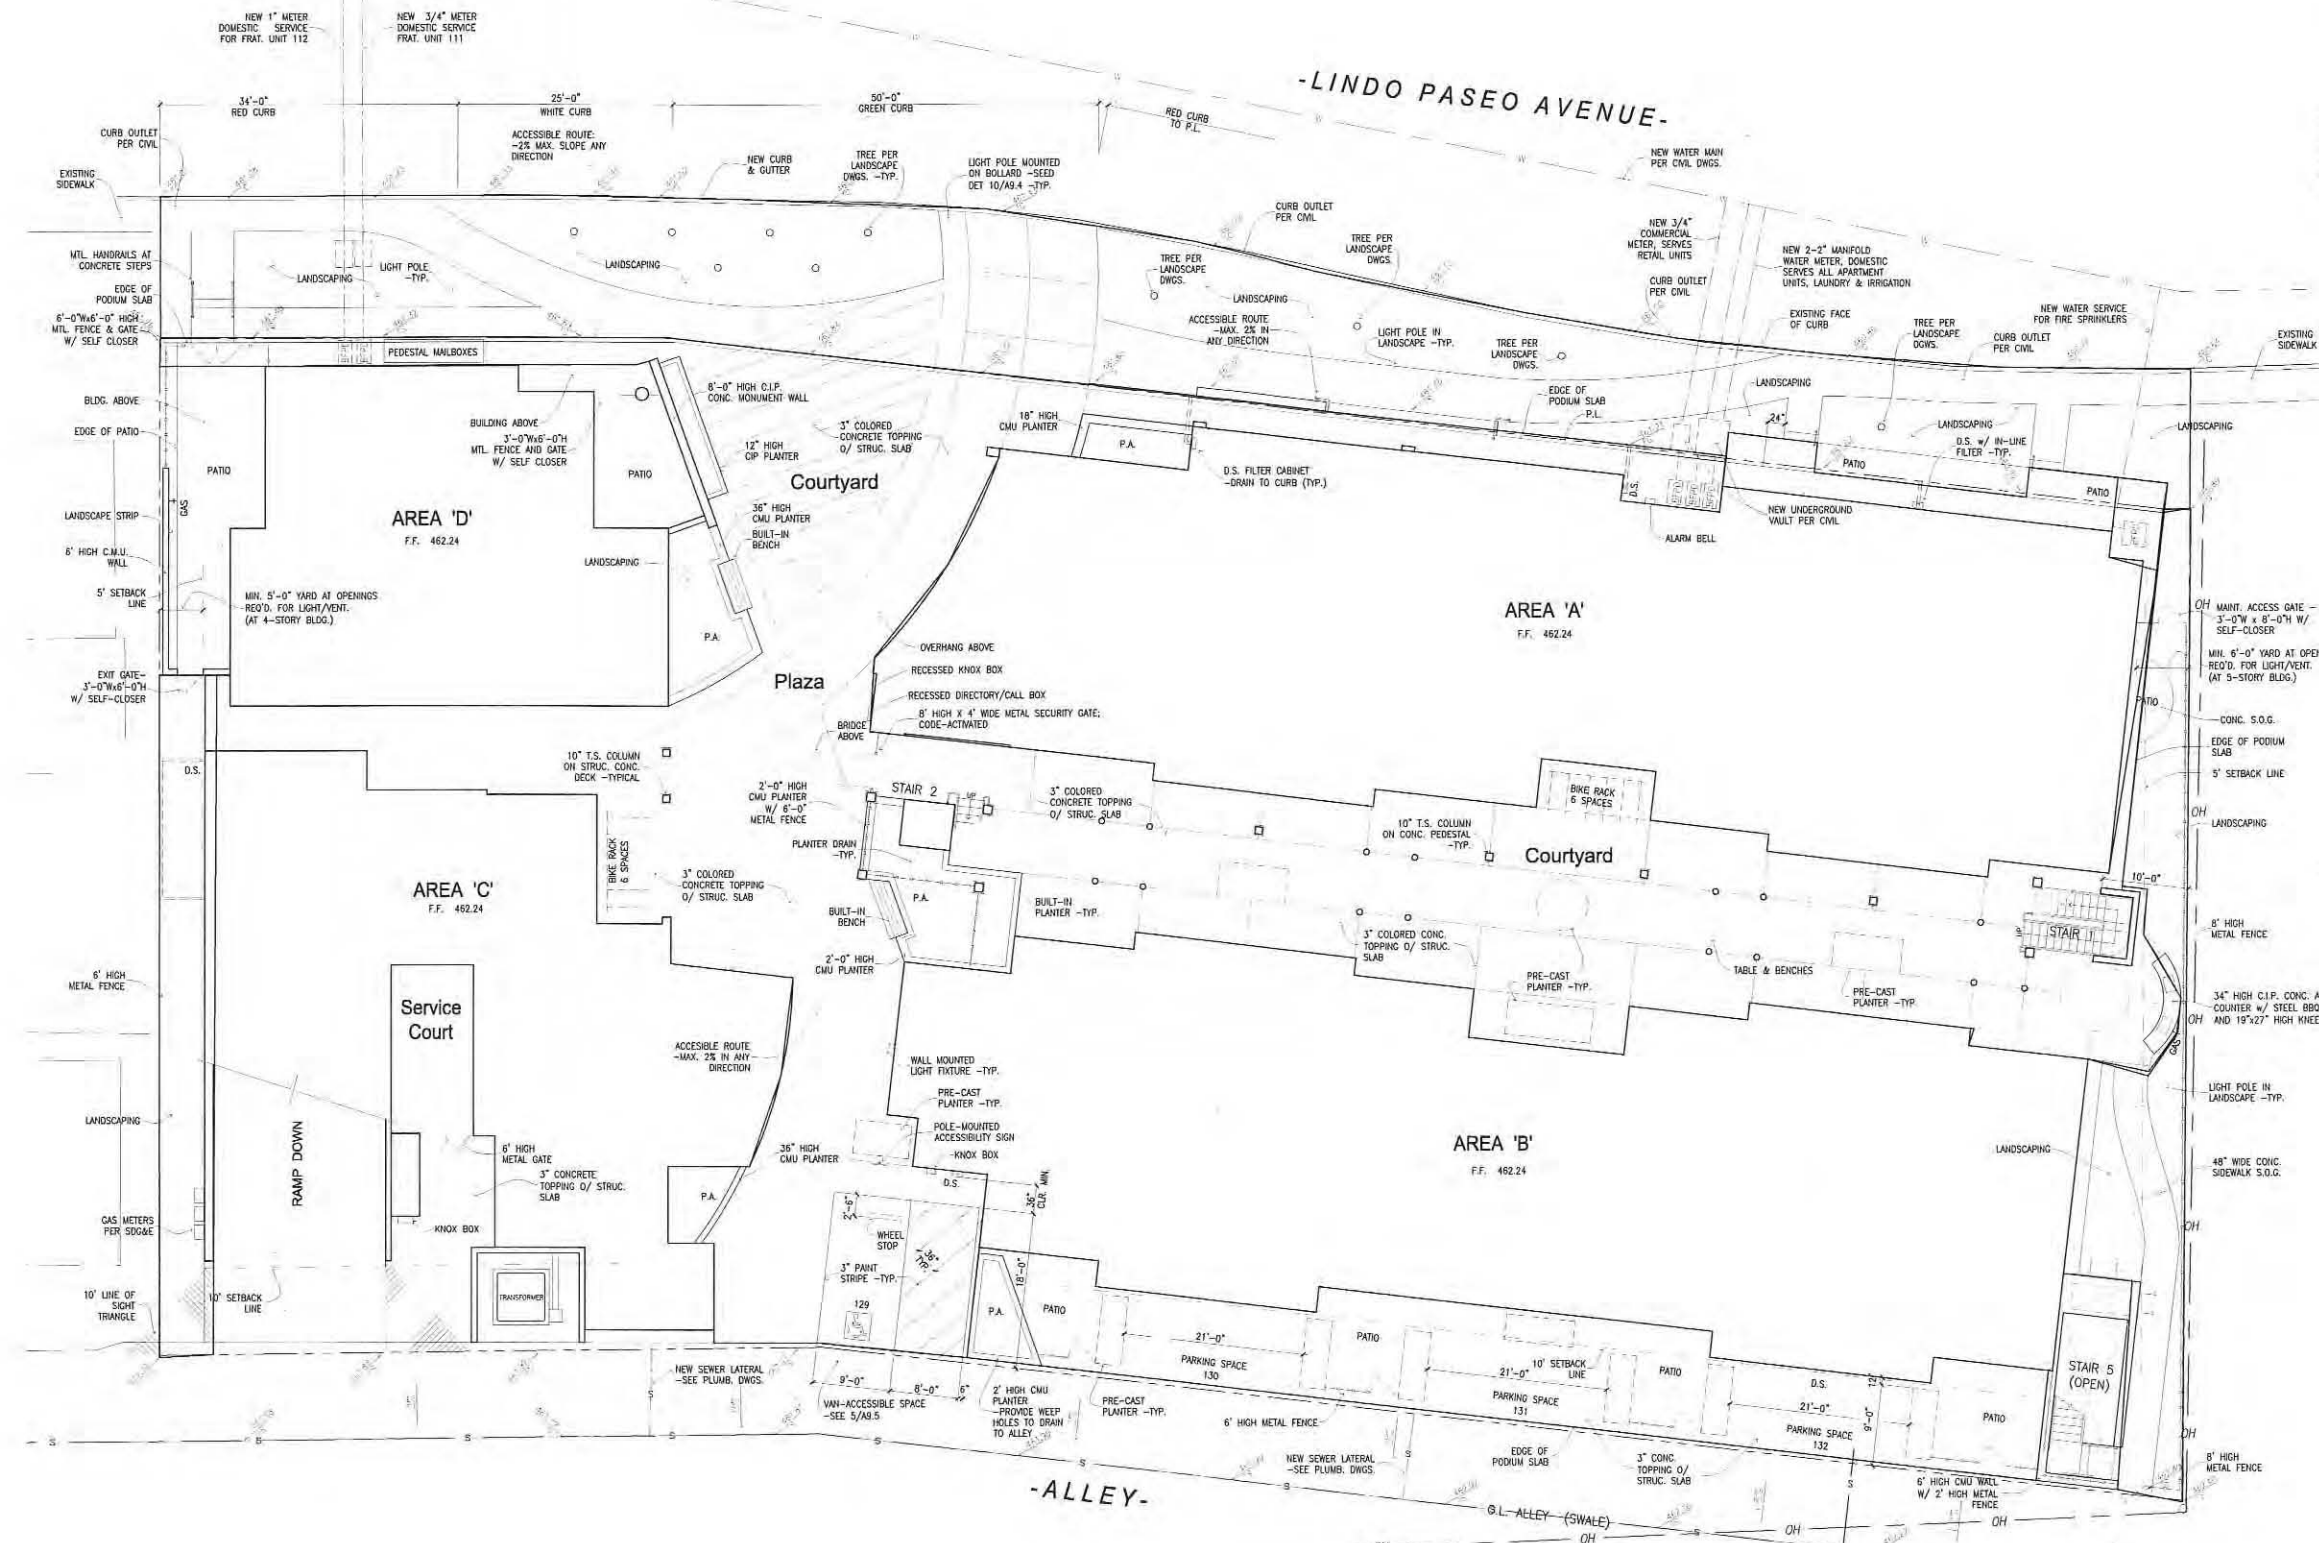 NEW 1" METER
DOMESTIC SERVICE
FOR FRAT. UNIT 112
NEW 3/4" METER
DOMESTIC SERVICE
FRAT. UNIT 111
-LINDO PASEO AVENUE-
34'-0"
RED CURB
25'-0"
WHITE CURB
50'-0"
GREEN CURB
RED CURB
TO P.L.
CURB OUTLET
PER CIVIL
ACCESSIBLE ROUTE:
-2% MAX. SLOPE ANY
DIRECTION
NEW CURB
& GUTTER
TREE PER
LANDSCAPE
DWGS. -TYP.
LIGHT POLE MOUNTED
ON BOLLARD -SEED
DET 10/A9.4 -TYP.
NEW WATER MAIN
PER CIVIL DWGS.
EXISTING
SIDEWALK
CURB OUTLET
PER CIVIL
TREE PER
LANDSCAPE
DWGS.
NEW 3/4"
COMMERCIAL
METER, SERVES
RETAIL UNITS
NEW 2-2" MANIFOLD
WATER METER, DOMESTIC
SERVES ALL APARTMENT
UNITS, LAUNDRY & IRRIGATION
MTL. HANDRAILS AT
CONCRETE STEPS
LANDSCAPING
LIGHT POLE
-TYP.
LANDSCAPING
TREE PER
LANDSCAPE
DWGS.
LANDSCAPING
CURB OUTLET
PER CIVIL
NEW WATER SERVICE
FOR FIRE SPRINKLERS
EDGE OF
PODIUM SLAB
6'-0"Wx6'-0" HIGH
MTL. FENCE & GATE
W/ SELF CLOSER
ACCESSIBLE ROUTE
-MAX. 2% IN
ANY DIRECTION
LIGHT POLE IN
LANDSCAPE -TYP.
TREE PER
LANDSCAPE
DWGS.
EXISTING FACE
OF CURB
TREE PER
LANDSCAPE
DGWS.
CURB OUTLET
PER CIVIL
EXISTING
SIDEWALK
PEDESTAL MAILBOXES
BLDG. ABOVE
EDGE OF PATIO
BUILDING ABOVE
3'-0"Wx6'-0"H
MTL. FENCE AND GATE
W/ SELF CLOSER
8'-0" HIGH C.I.P.
CONC. MONUMENT WALL
12" HIGH
CIP PLANTER
3" COLORED
CONCRETE TOPPING
O/ STRUC. SLAB
18" HIGH
CMU PLANTER
P.A.
EDGE OF
PODIUM SLAB
P.L.
LANDSCAPING
24"
LANDSCAPING
LANDSCAPING
D.S. w/ IN-LINE
FILTER -TYP.
PATIO
PATIO
GAS
PATIO
Courtyard
D.S. FILTER CABINET
-DRAIN TO CURB (TYP.)
D.S.
PATIO
LANDSCAPE STRIP
AREA 'D'
F.F. 462.24
36" HIGH
CMU PLANTER
BUILT-IN
BENCH
NEW UNDERGROUND
VAULT PER CIVIL
ALARM BELL
6' HIGH C.M.U.
WALL
LANDSCAPING
5' SETBACK
LINE
MIN. 5'-0" YARD AT OPENINGS
REQ'D. FOR LIGHT/VENT.
(AT 4-STORY BLDG.)
P.A.
AREA 'A'
F.F. 462.24
OH
MAINT. ACCESS GATE -
3'-0"W x 8'-0"H W/
SELF-CLOSER
OVERHANG ABOVE
MIN. 6'-0" YARD AT OPEN
REQ'D. FOR LIGHT/VENT.
(AT 5-STORY BLDG.)
EXIT GATE-
3'-0"Wx6'-0"H
W/ SELF-CLOSER
Plaza
RECESSED KNOX BOX
RECESSED DIRECTORY/CALL BOX
8' HIGH X 4' WIDE METAL SECURITY GATE;
CODE-ACTIVATED
BRIDGE
ABOVE
PATIO
CONC. S.O.G.
EDGE OF PODIUM
SLAB
D.S.
10" T.S. COLUMN
ON STRUC. CONC.
DECK -TYPICAL
5' SETBACK LINE
2'-0" HIGH
CMU PLANTER
W/ 6'-0"
METAL FENCE
STAIR 2
UP
3" COLORED
CONCRETE TOPPING
O/ STRUC. SLAB
BIKE RACK
6 SPACES
OH
LANDSCAPING
10" T.S. COLUMN
ON CONC. PEDESTAL
-TYP.
PLANTER DRAIN
-TYP.
Courtyard
BIKE RACK
6 SPACES
3" COLORED
CONCRETE TOPPING
O/ STRUC. SLAB
10'-0"
AREA 'C'
F.F. 462.24
P.A.
BUILT-IN
BENCH
BUILT-IN
PLANTER -TYP.
3" COLORED CONC.
TOPPING O/ STRUC.
SLAB
STAIR 1
UP
8' HIGH
METAL FENCE
2'-0" HIGH
CMU PLANTER
TABLE & BENCHES
PRE-CAST
PLANTER -TYP.
PRE-CAST
PLANTER -TYP
6' HIGH
METAL FENCE
34" HIGH C.I.P. CONC. A
COUNTER w/ STEEL BBQ
AND 19"x27" HIGH KNEE
OH
GAS
Service
Court
ACCESIBLE ROUTE
-MAX. 2% IN ANY
DIRECTION
WALL MOUNTED
LIGHT FIXTURE -TYP.
PRE-CAST
PLANTER -TYP.
LIGHT POLE IN
LANDSCAPE -TYP.
LANDSCAPING
RAMP DOWN
6' HIGH
METAL GATE
3" CONCRETE
TOPPING O/ STRUC.
SLAB
36" HIGH
CMU PLANTER
POLE-MOUNTED
ACCESSIBILITY SIGN
KNOX BOX
D.S.
36"
CLR. MIN.
AREA 'B'
F.F. 462.24
LANDSCAPING
48" WIDE CONC.
SIDEWALK S.O.G.
P.A.
2'-6"
GAS METERS
PER SDG&E
KNOX BOX
WHEEL
STOP
36"
TYP.
OH
3" PAINT
STRIPE -TYP.
18'-0"
10' LINE OF
SIGHT
TRIANGLE
10' SETBACK
LINE
TRANSFORMER
129
P.A.
PATIO
21'-0"
PARKING SPACE
130
PATIO
10' SETBACK
LINE
21'-0"
PARKING SPACE
131
PATIO
D.S.
12"
21'-0"
9'-0"
PARKING SPACE
132
PATIO
STAIR 5
(OPEN)
NEW SEWER LATERAL
-SEE PLUMB. DWGS.
9'-0"
8'-0"
6"
VAN-ACCESSIBLE SPACE
-SEE 5/A9.5
2' HIGH CMU
PLANTER
-PROVIDE WEEP
HOLES TO DRAIN
TO ALLEY
PRE-CAST
PLANTER -TYP.
6' HIGH METAL FENCE
OH
NEW SEWER LATERAL
-SEE PLUMB. DWGS.
EDGE OF
PODIUM SLAB
3" CONC.
TOPPING O/
STRUC. SLAB
6' HIGH CMU WALL
W/ 2' HIGH METAL
FENCE
8' HIGH
METAL FENCE
-ALLEY-
G.L. ALLEY (SWALE)
OH
OH
OH